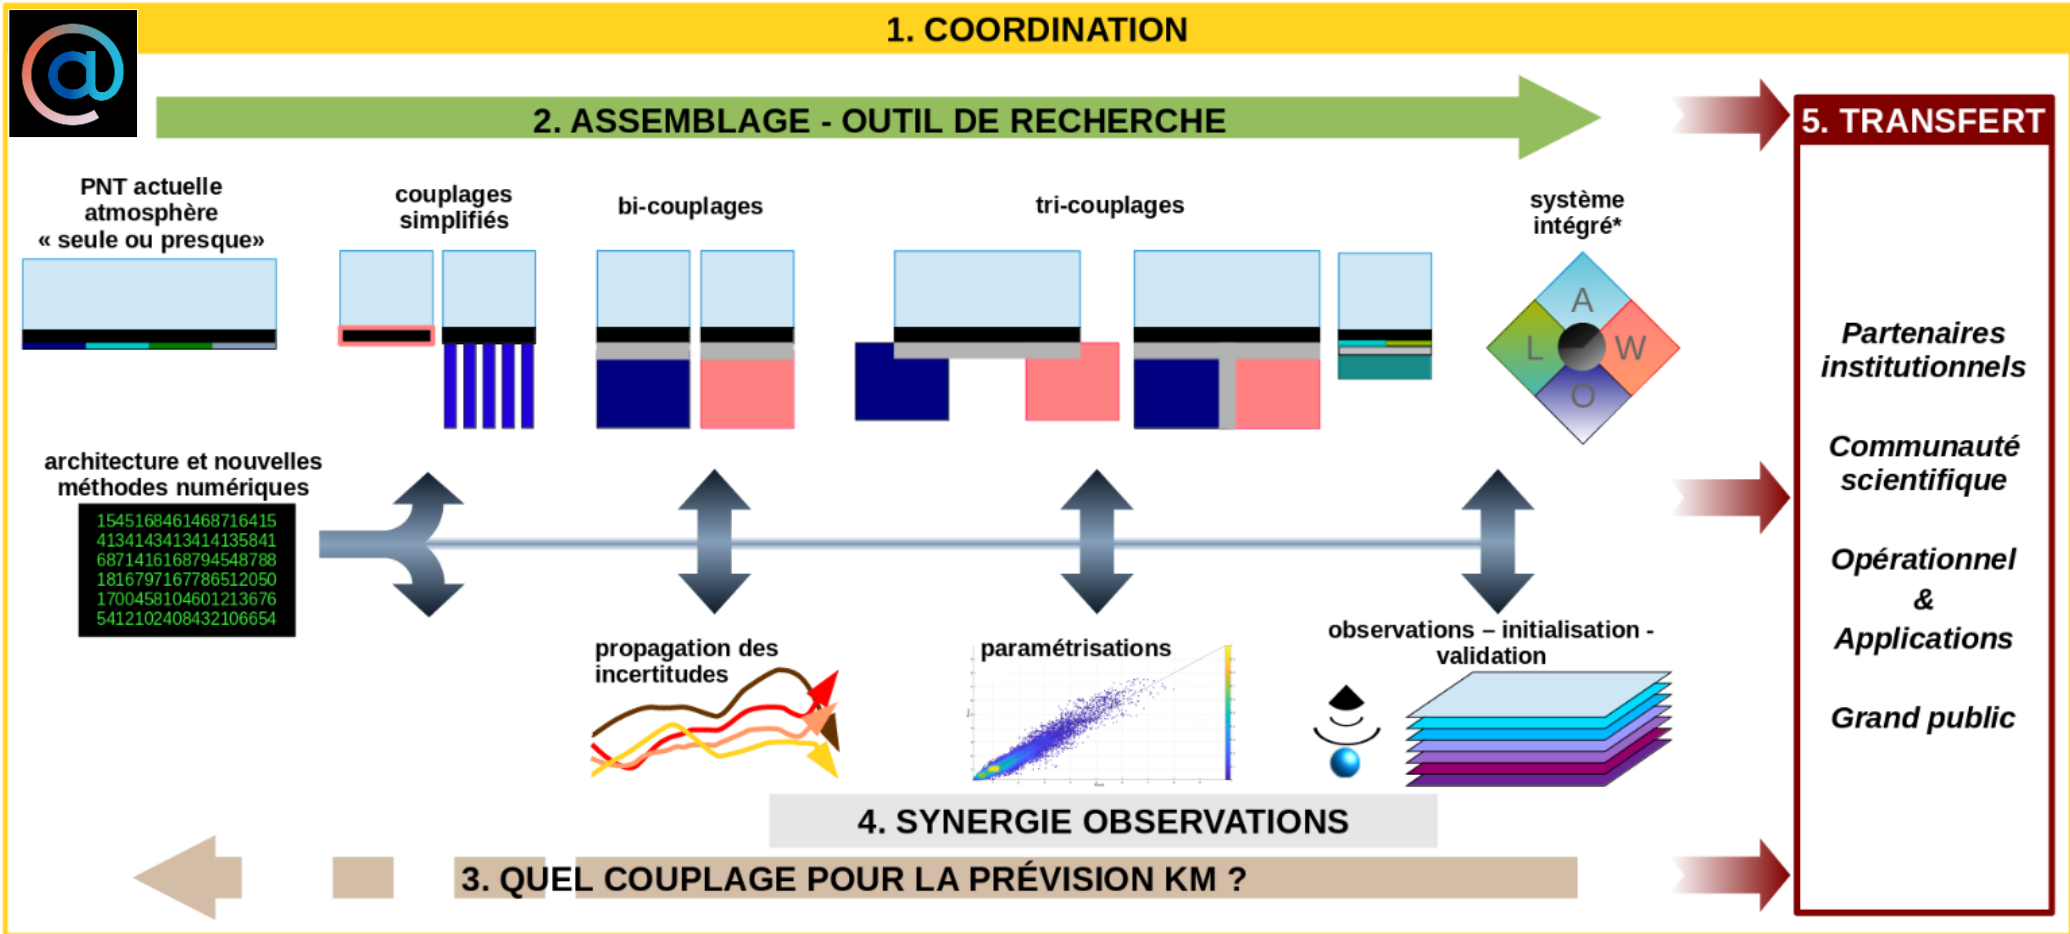 1. COORDINATION
@
2. ASSEMBLAGE - OUTIL DE RECHERCHE
5. TRANSFERT
PNT actuelle
atmosphère
« seule ou presque»
couplages
simplifiés
bi-couplages
tri-couplages
système
intégré*
A
L
W
O
architecture et nouvelles
méthodes numériques
1545168461468716415
4134143413414135841
6871416168794548788
1816797167786512050
1700458104601213676
5412102408432106654
propagation des
incertitudes
paramétrisations
observations – initialisation -
validation
Partenaires
institutionnels
Communauté
scientifique
Opérationnel
&
Applications
Grand public
4. SYNERGIE OBSERVATIONS
3. QUEL COUPLAGE POUR LA PRÉVISION KM ?